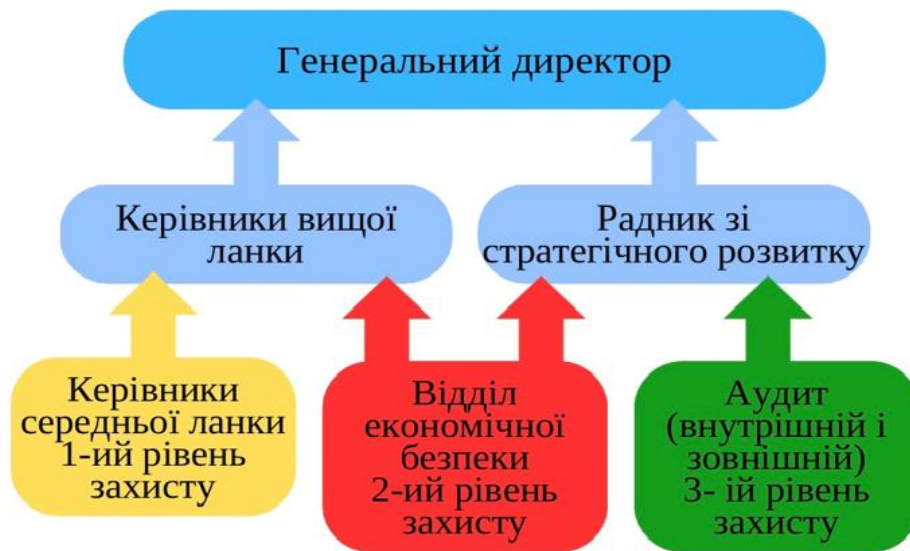 Генеральний директор
Керівники вищої
ланки
Радник зі
стратегічного розвитку
Керівники
середньої ланки
1-ий рівень
захисту
Відділ
економічної
безпеки
2-ий рівень
захисту
Аудит
(внутрішній і
зовнішній)
3- ій рівень
захисту